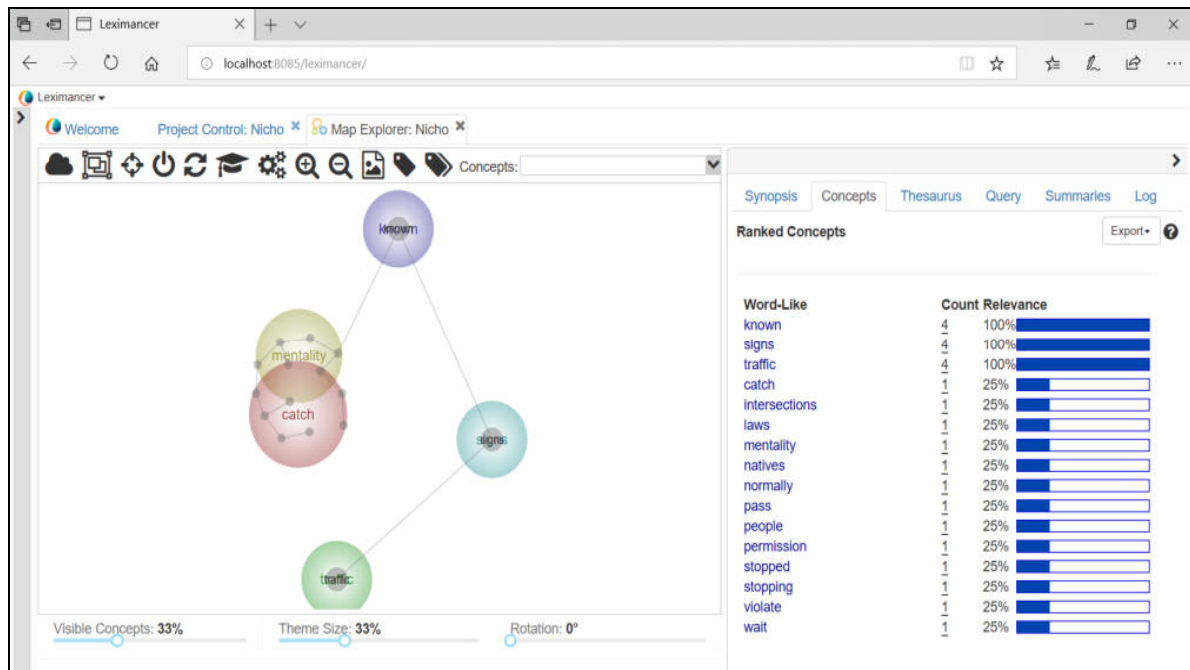 Leximancer
localhost:8085/leximancer/
Leximancer
Welcome
Project Control: Nicho
Map Explorer: Nicho
Concepts:
known
mentality
catch
signs
traffic
Visible Concepts: 33%
Theme Size: 33%
Rotation: 0°
Synopsis Concepts Thesaurus Query Summaries Log
Ranked Concepts
Export
Word-Like Count Relevance
known 4 100%
signs 4 100%
traffic 4 100%
catch 1 25%
intersections 1 25%
laws 1 25%
mentality 1 25%
natives 1 25%
normally 1 25%
pass 1 25%
people 1 25%
permission 1 25%
stopped 1 25%
stopping 1 25%
violate 1 25%
wait 1 25%